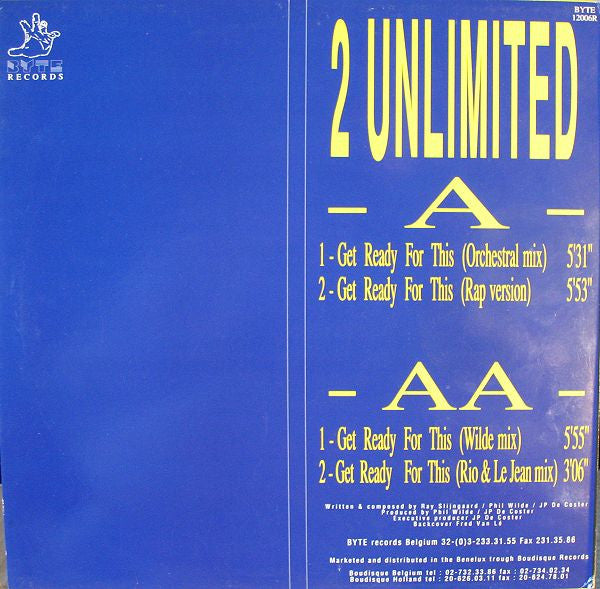 BYTE
RECORDS
BYTE
12006R
2 UNLIMITED
- A -
1 - Get Ready For This (Orchestral mix) 5'31"
2 - Get Ready For This (Rap version) 5'53"
- AA -
1 - Get Ready For This (Wilde mix) 5'55"
2 - Get Ready For This (Rio & Le Jean mix) 3'06"
Written & composed by Ray Slijngaard / Phil Wilde / JP De Coster
Produced by Phil Wilde / JP De Coster
Executive producer JP De Coster
Backcover Fred Van Lé
BYTE records Belgium 32-(0)3-233.31.55 Fax 231.35.86
Marketed and distributed in the Benelux trough Boudisque Records
Boudisque Belgium tel : 02-732.33.86 fax : 02-734.02.34
Boudisque Holland tel : 20-626.03.11 fax : 20-624.78.01